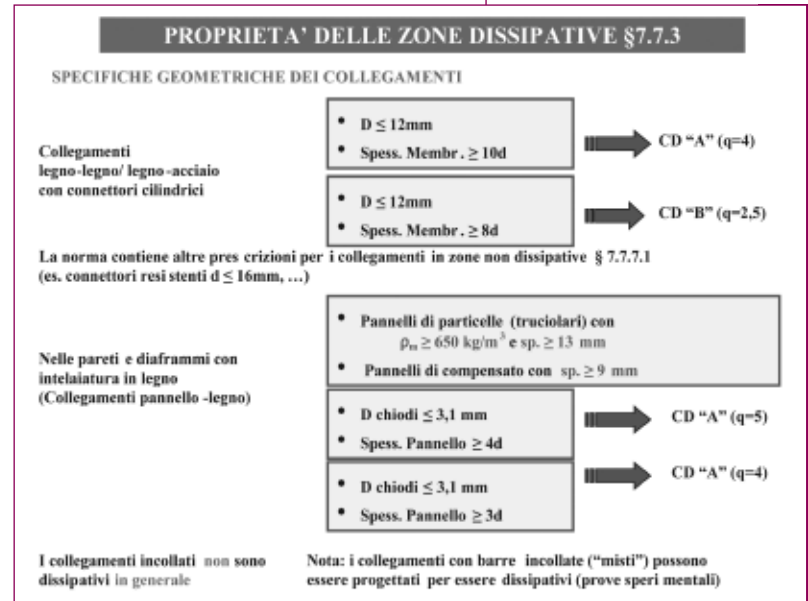 PROPRIETA' DELLE ZONE DISSIPATIVE §7.7.3
SPECIFICHE GEOMETRICHE DEI COLLEGAMENTI
Collegamenti
legno-legno/ legno-acciaio
con connettori cilindrici
• D ≤ 12mm
• Spess. Membr. ≥ 10d
CD "A" (q=4)
• D ≤ 12mm
• Spess. Membr. ≥ 8d
CD "B" (q=2,5)
La norma contiene altre pres crizioni per i collegamenti in zone non dissipative § 7.7.7.1
(es. connettori resi stenti d ≤ 16mm, …)
Nelle pareti e diaframmi con
intelaiatura in legno
(Collegamenti pannello -legno)
• Pannelli di particelle (truciolari) con
ρm ≥ 650 kg/m³ e sp. ≥ 13 mm
• Pannelli di compensato con sp. ≥ 9 mm
• D chiodi ≤ 3,1 mm
• Spess. Pannello ≥ 4d
CD "A" (q=5)
• D chiodi ≤ 3,1 mm
• Spess. Pannello ≥ 3d
CD "A" (q=4)
I collegamenti incollati non sono
dissipativi in generale
Nota: i collegamenti con barre incollate ("misti") possono
essere progettati per essere dissipativi (prove speri mentali)